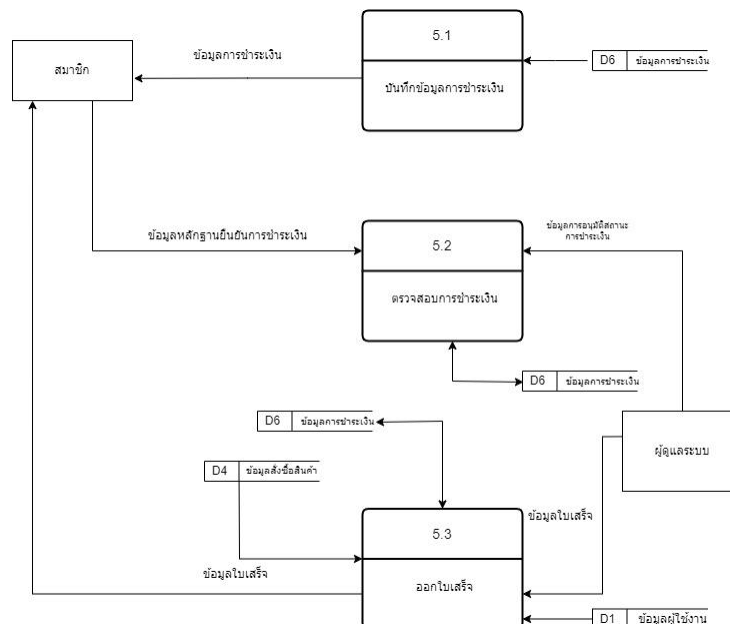 5.1
ข้อมูลการชำระเงิน
สมาชิก
D6 ข้อมูลการชำระเงิน
บันทึกข้อมูลการชำระเงิน
ข้อมูลการอนุมัติสถานะ
การชำระเงิน
ข้อมูลหลักฐานยืนยันการชำระเงิน
5.2
ตรวจสอบการชำระเงิน
D6 ข้อมูลการชำระเงิน
D6 ข้อมูลการชำระเงิน
ผู้ดูแลระบบ
D4 ข้อมูลสั่งซื้อสินค้า
ข้อมูลใบเสร็จ
5.3
ข้อมูลใบเสร็จ
ออกใบเสร็จ
D1 ข้อมูลผู้ใช้งาน